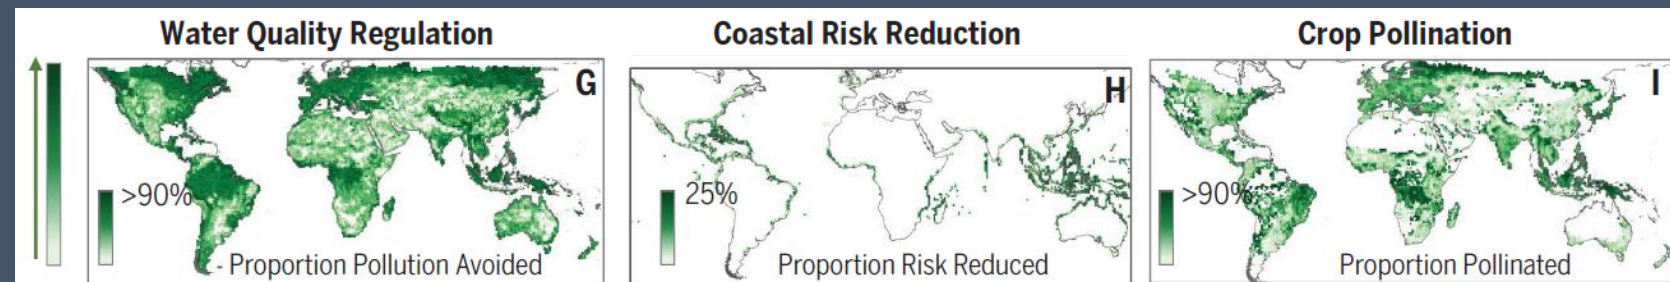 Water Quality Regulation
G
>90%
Proportion Pollution Avoided
Coastal Risk Reduction
H
25%
Proportion Risk Reduced
Crop Pollination
I
>90%
Proportion Pollinated